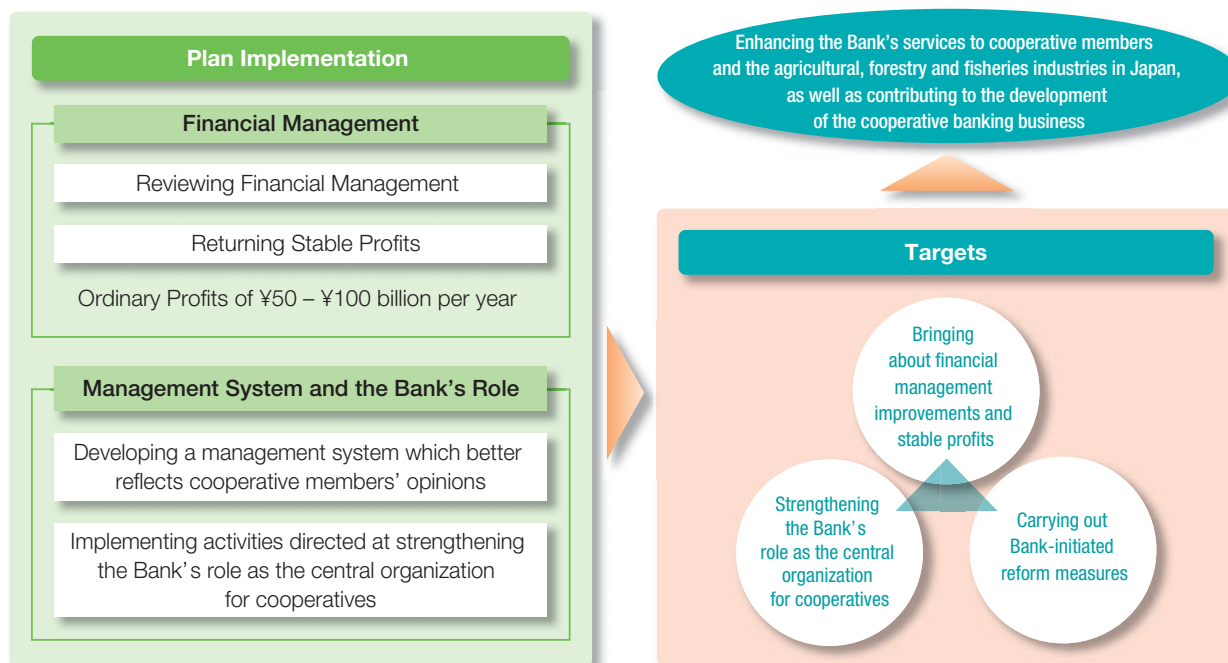 Plan Implementation
Financial Management
Reviewing Financial Management
Returning Stable Profits
Ordinary Profits of ¥50 – ¥100 billion per year
Management System and the Bank’s Role
Developing a management system which better
reflects cooperative members’ opinions
Implementing activities directed at strengthening
the Bank’s role as the central organization
for cooperatives
Enhancing the Bank’s services to cooperative members
and the agricultural, forestry and fisheries industries in Japan,
as well as contributing to the development
of the cooperative banking business
Targets
Bringing
about financial
management
improvements and
stable profits
Strengthening
the Bank’s
role as the central
organization
for cooperatives
Carrying out
Bank-initiated
reform measures